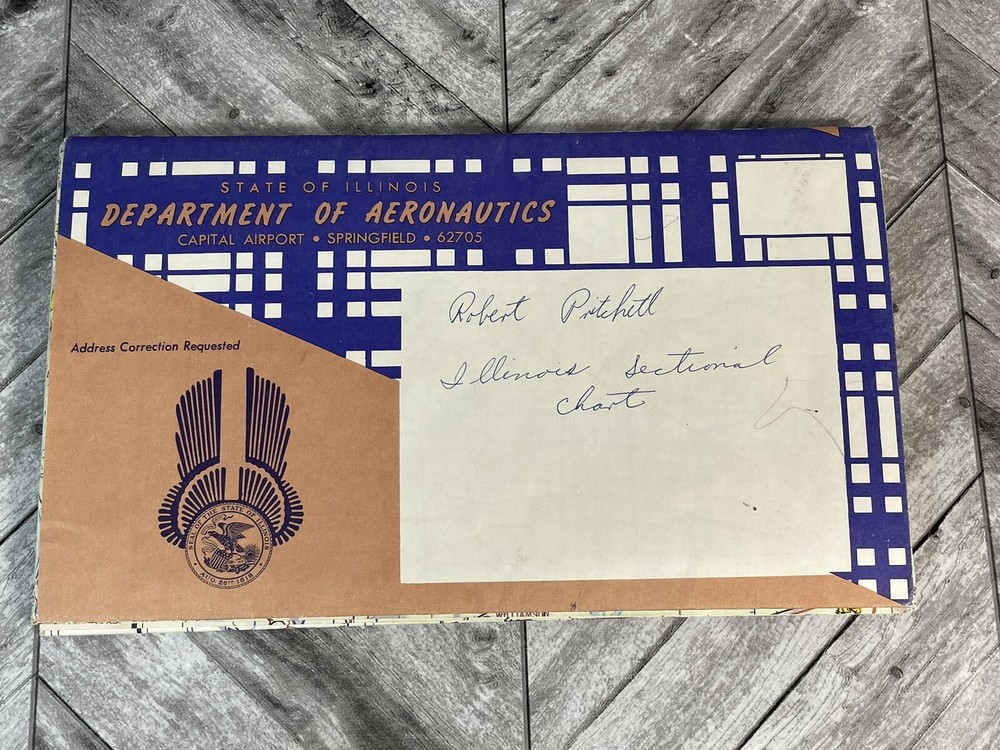 STATE OF ILLINOIS
DEPARTMENT OF AERONAUTICS
CAPITAL AIRPORT • SPRINGFIELD • 62705
Robert Pritchett
Illinois Sectional
Chart
Address Correction Requested
SEAL OF THE STATE OF ILLINOIS
AUG. 26TH 1818
WILLIAMSON